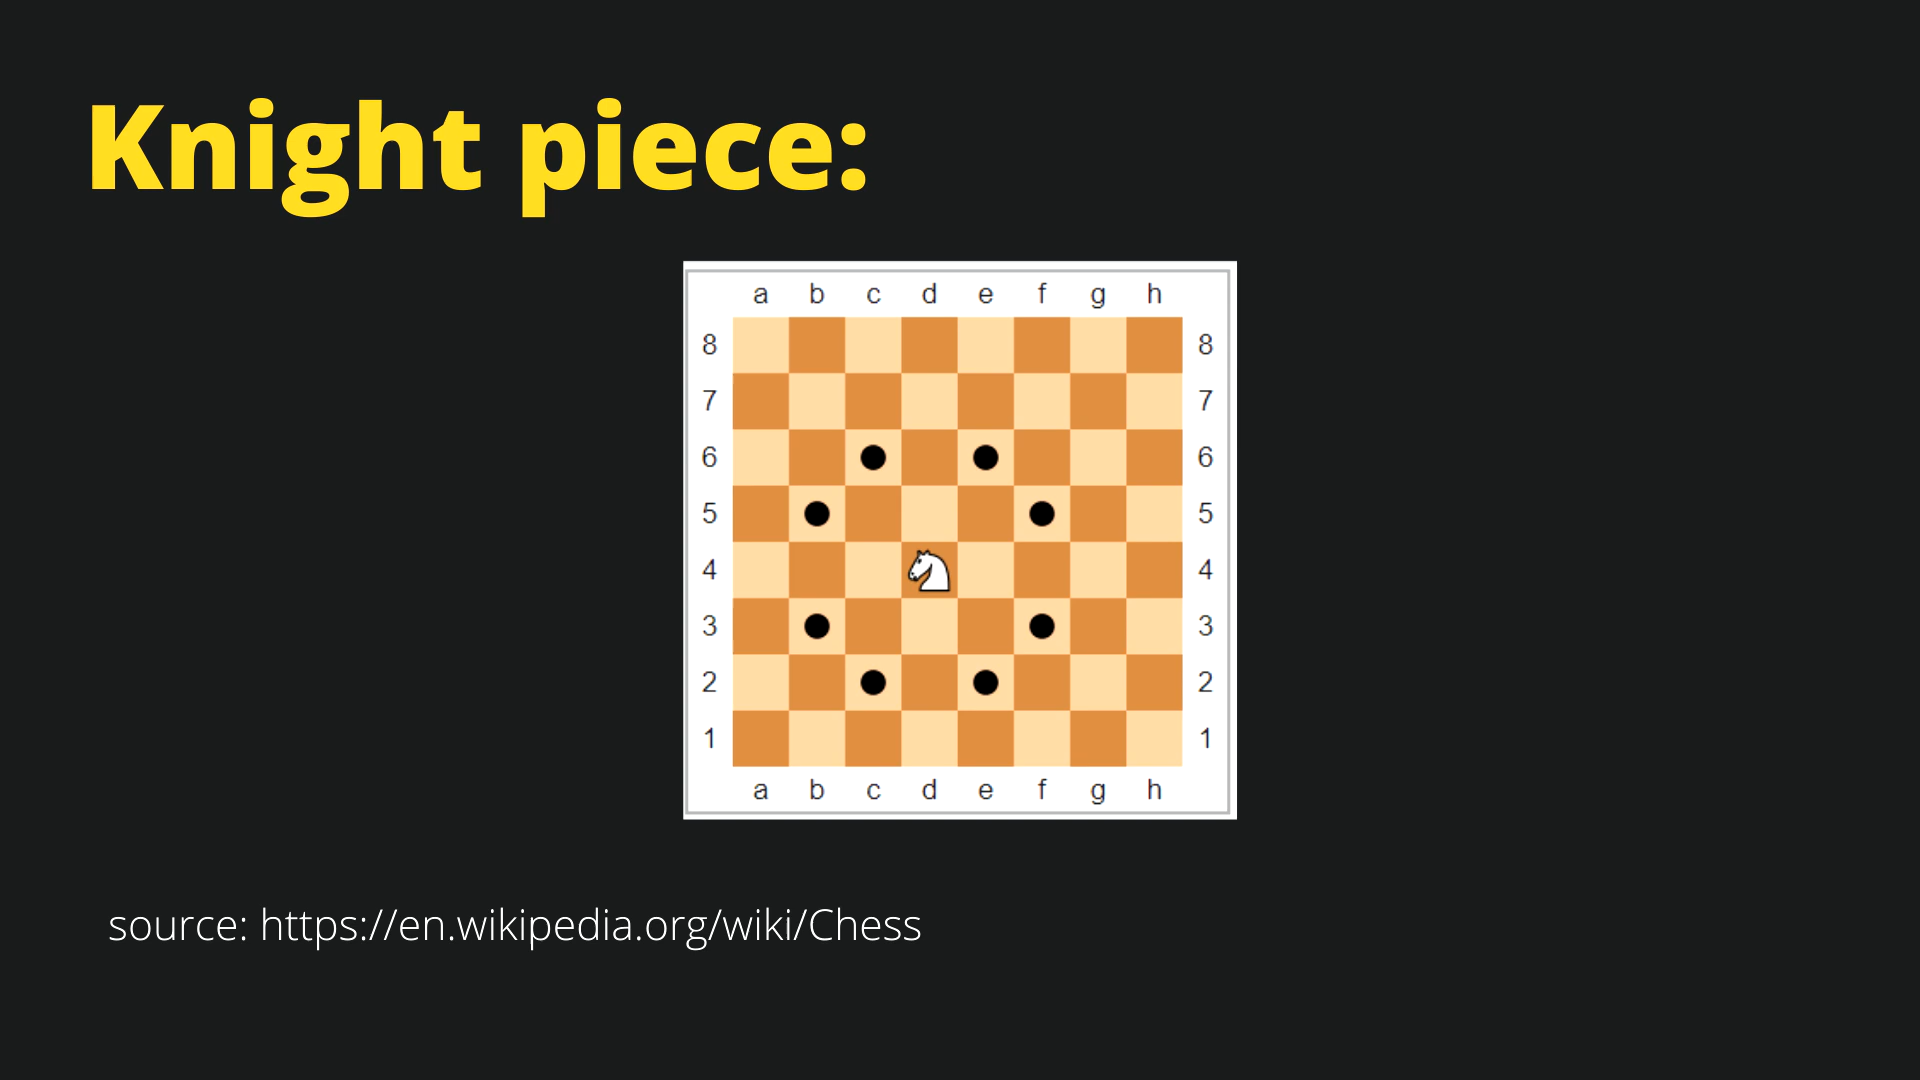 Knight piece:
a b c d e f g h
8 8
7 7
6 6
5 5
4 4
3 3
2 2
1 1
a b c d e f g h
source: https://en.wikipedia.org/wiki/Chess